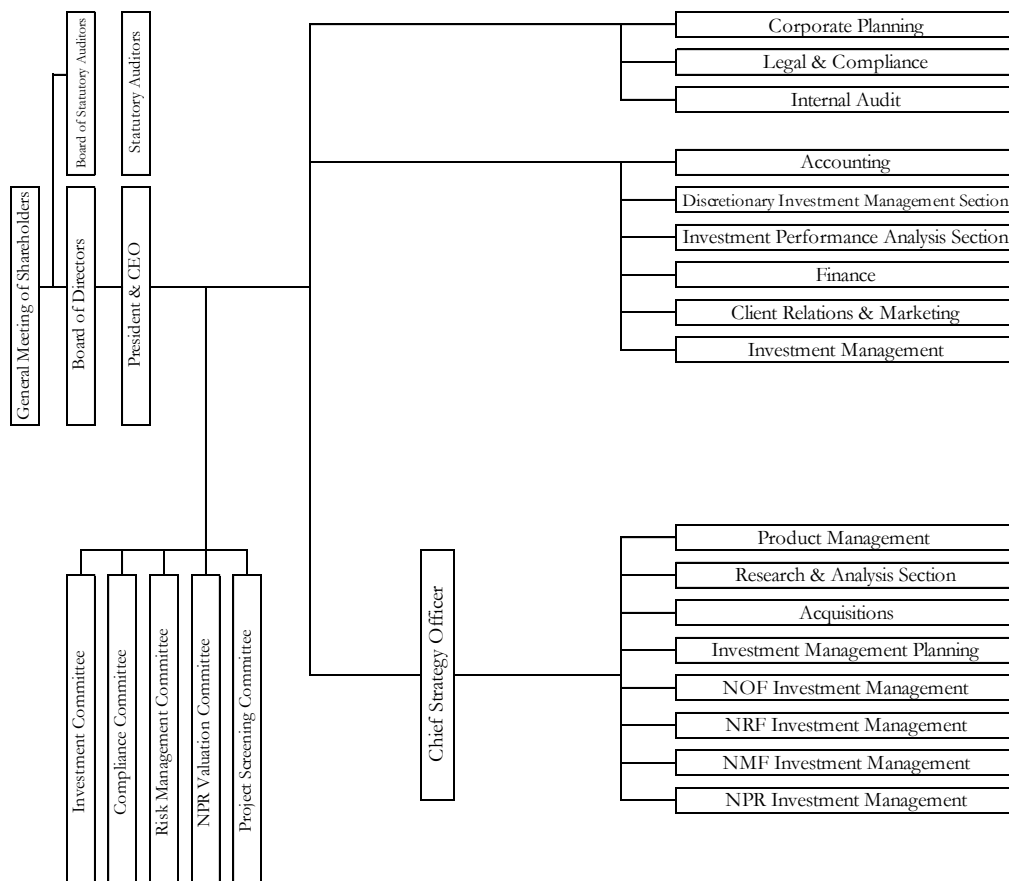 General Meeting of Shareholders
Board of Statutory Auditors
Board of Directors
Statutory Auditors
President & CEO
Corporate Planning
Legal & Compliance
Internal Audit
Accounting
Discretionary Investment Management Section
Investment Performance Analysis Section
Finance
Client Relations & Marketing
Investment Management
Investment Committee
Compliance Committee
Risk Management Committee
NPR Valuation Committee
Project Screening Committee
Chief Strategy Officer
Product Management
Research & Analysis Section
Acquisitions
Investment Management Planning
NOF Investment Management
NRF Investment Management
NMF Investment Management
NPR Investment Management